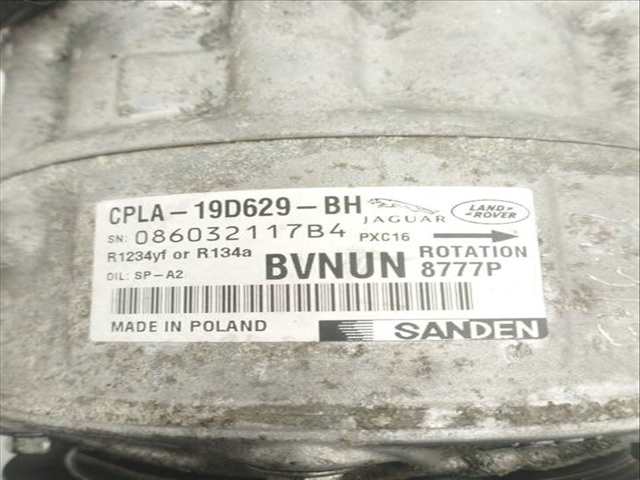 CPLA-19D629-BH JAGUAR LAND ROVER
SN: 086032117B4 PXC16
R1234yf or R134a BVNUN ROTATION
OIL: SP-A2 8777P
MADE IN POLAND SANDEN